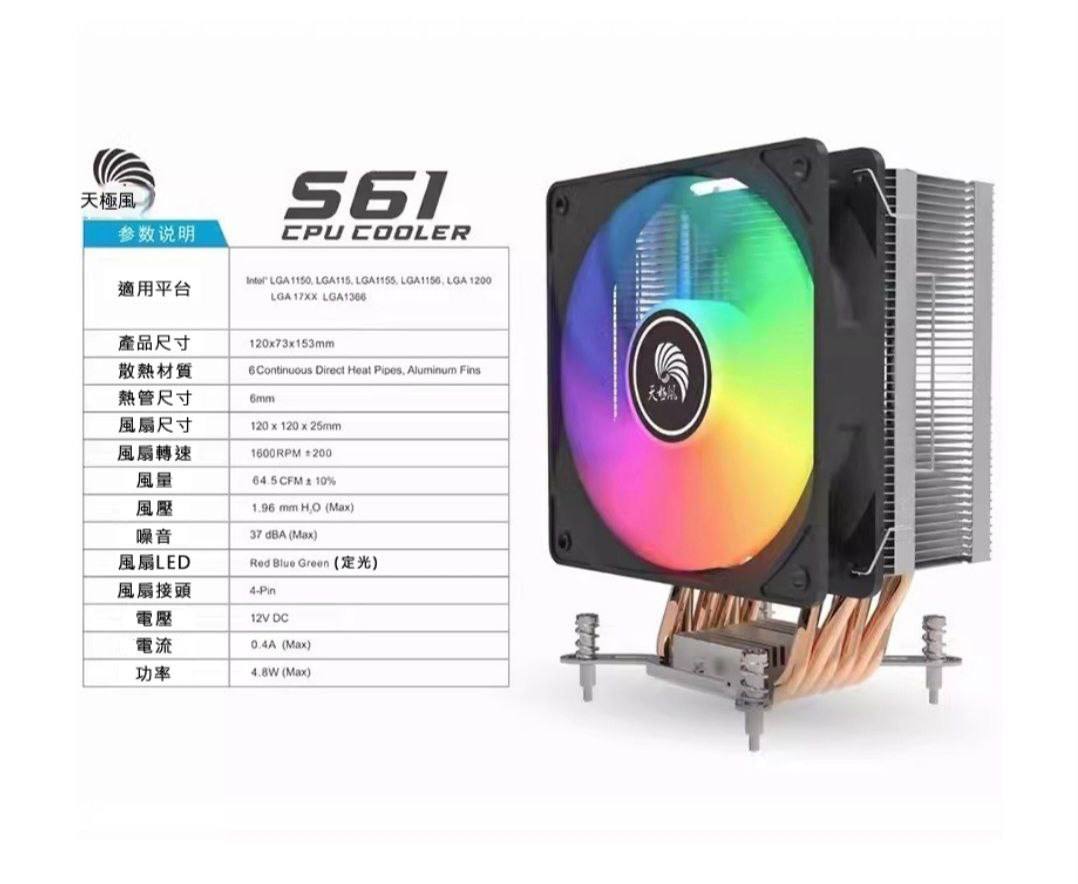 天極風
S61
CPU COOLER
参数说明
適用平台
Intel® LGA1150, LGA115, LGA1155, LGA1156, LGA 1200
LGA 17XX LGA1366
產品尺寸 120x73x153mm
散熱材質 6 Continuous Direct Heat Pipes, Aluminum Fins
熱管尺寸 6mm
風扇尺寸 120 x 120 x 25mm
風扇轉速 1600RPM ±200
風量 64.5 CFM ± 10%
風壓 1.96 mm H₂O (Max)
噪音 37 dBA (Max)
風扇LED Red Blue Green (定光)
風扇接頭 4-Pin
電壓 12V DC
電流 0.4A (Max)
功率 4.8W (Max)
天極風